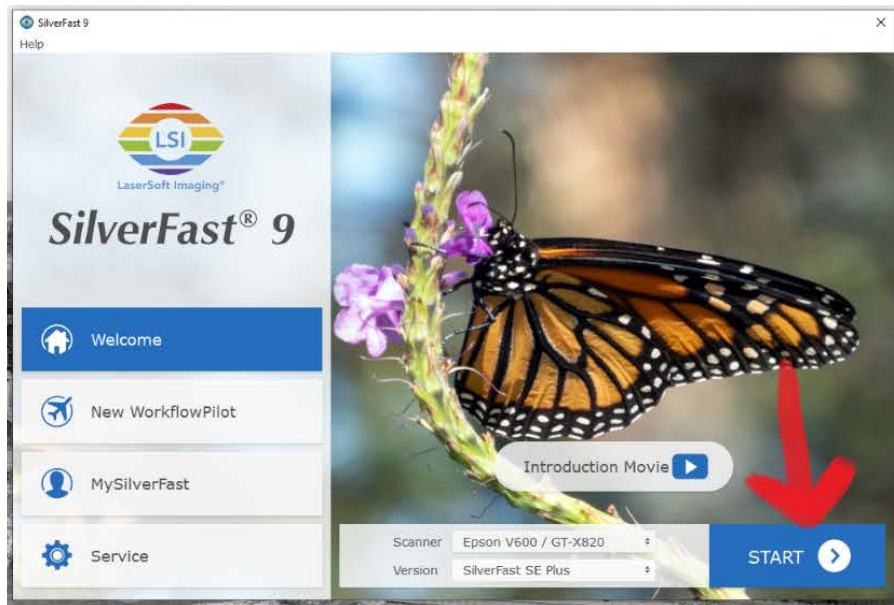 SilverFast 9
Help
LSI
LaserSoft Imaging®
SilverFast® 9
Welcome
New WorkflowPilot
MySilverFast
Service
Introduction Movie
Scanner Epson V600 / GT-X820
Version SilverFast SE Plus
START